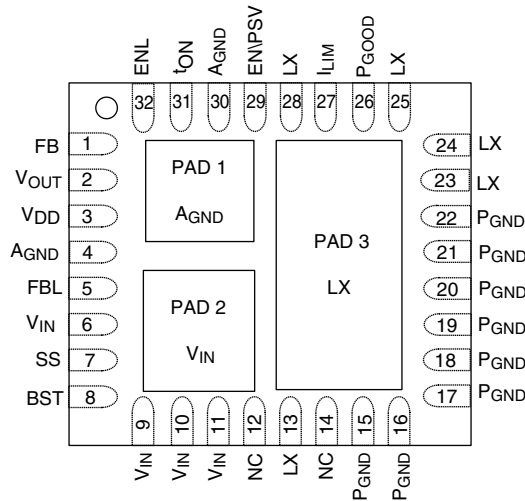 ENL
tON
AGND
EN\PSV
LX
ILIM
PGOOD
LX
32
31
30
29
28
27
26
25
FB 1
VOUT 2
VDD 3
AGND 4
FBL 5
VIN 6
SS 7
BST 8
PAD 1
AGND
PAD 2
VIN
PAD 3
LX
24 LX
23 LX
22 PGND
21 PGND
20 PGND
19 PGND
18 PGND
17 PGND
9
10
11
12
13
14
15
16
VIN
VIN
VIN
NC
LX
NC
PGND
PGND